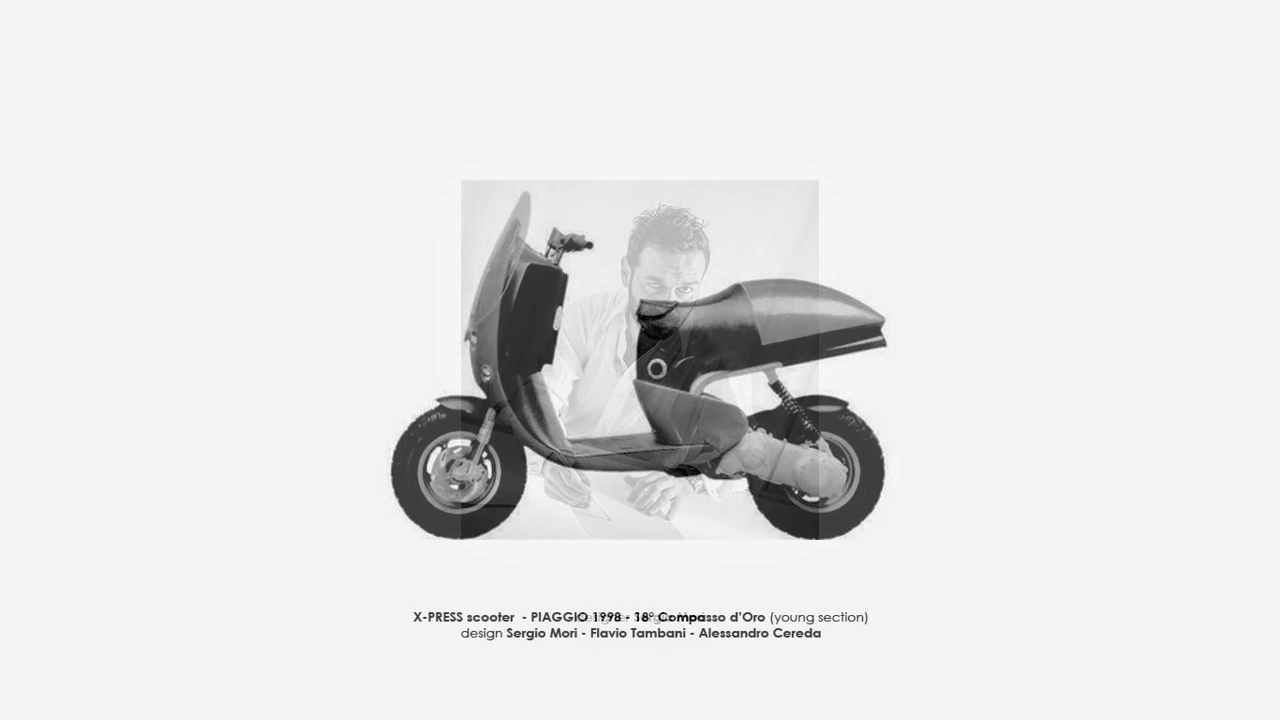 X-PRESS scooter - PIAGGIO 1998 - 18° Compasso d'Oro (young section)
design Sergio Mori - Flavio Tambani - Alessandro Cereda